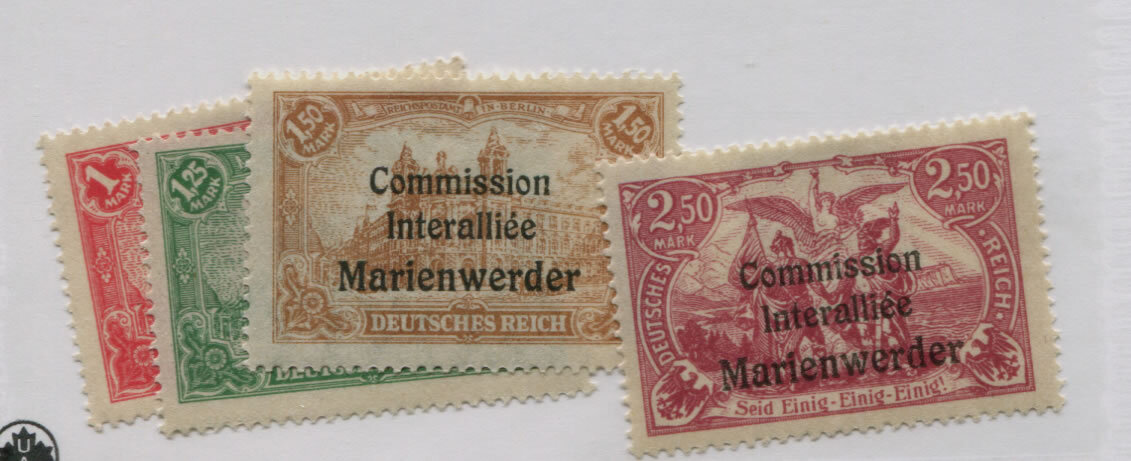 1
MARK
1,25
MARK
1,50
MARK
REICHSPOSTAMT IN BERLIN
1,50
MARK
Commission
Interalliée
Marienwerder
DEUTSCHES REICH
2,50
MARK
2,50
MARK
DEUTSCHES
REICH
Commission
Interalliée
Marienwerder
Seid Einig-Einig-Einig!
U